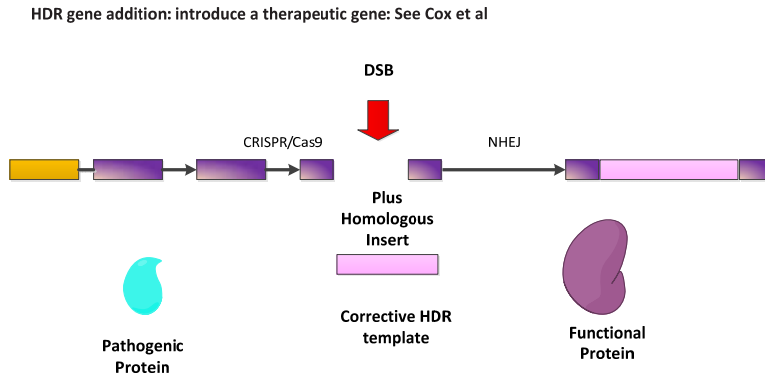 HDR gene addition: introduce a therapeutic gene: See Cox et al
DSB
CRISPR/Cas9
NHEJ
Plus
Homologous
Insert
Corrective HDR
template
Pathogenic
Protein
Functional
Protein